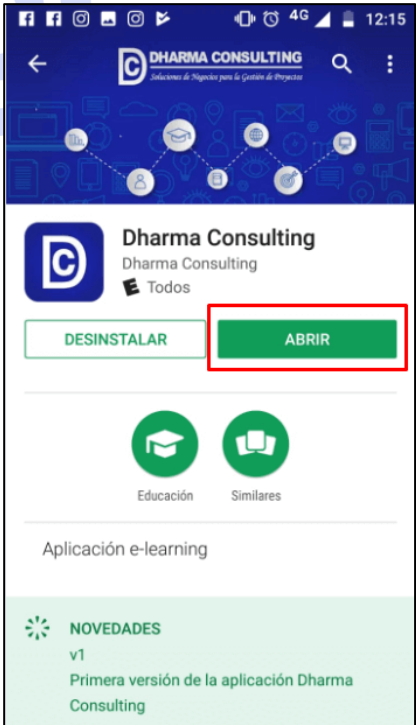 4G 12:15
DHARMA CONSULTING
Soluciones de Negocios para la Gestión de Proyectos
Dharma Consulting
Dharma Consulting
E Todos
DESINSTALAR ABRIR
Educación Similares
Aplicación e-learning
NOVEDADES
v1
Primera versión de la aplicación Dharma
Consulting